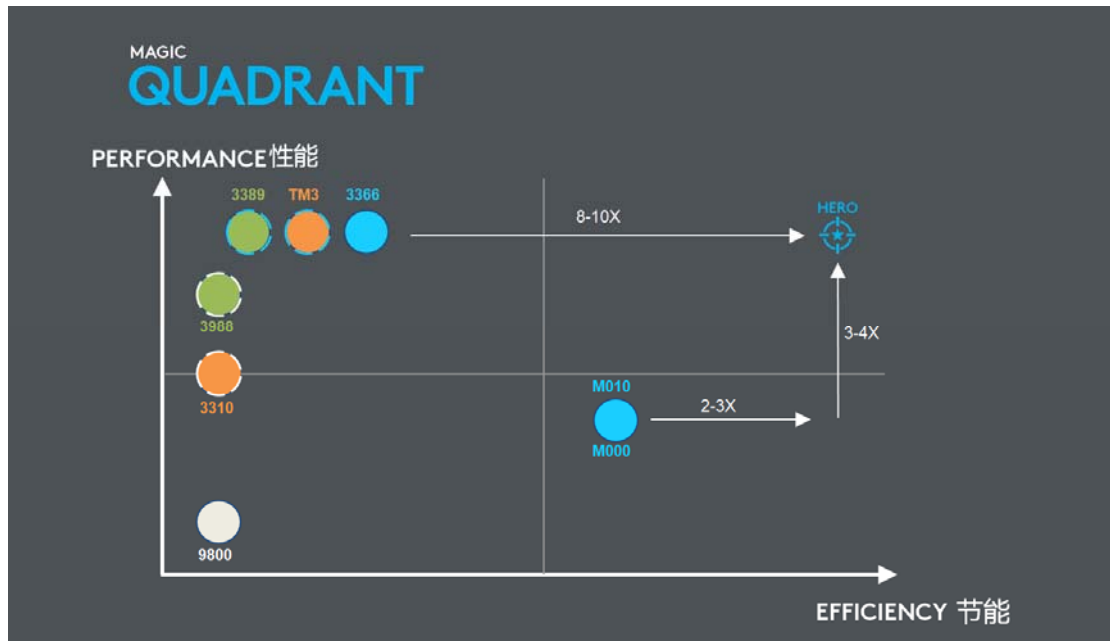 MAGIC
QUADRANT
PERFORMANCE性能
3389 TM3 3366
8-10X
HERO
3988
3-4X
M010
2-3X
3310
M000
9800
EFFICIENCY 节能